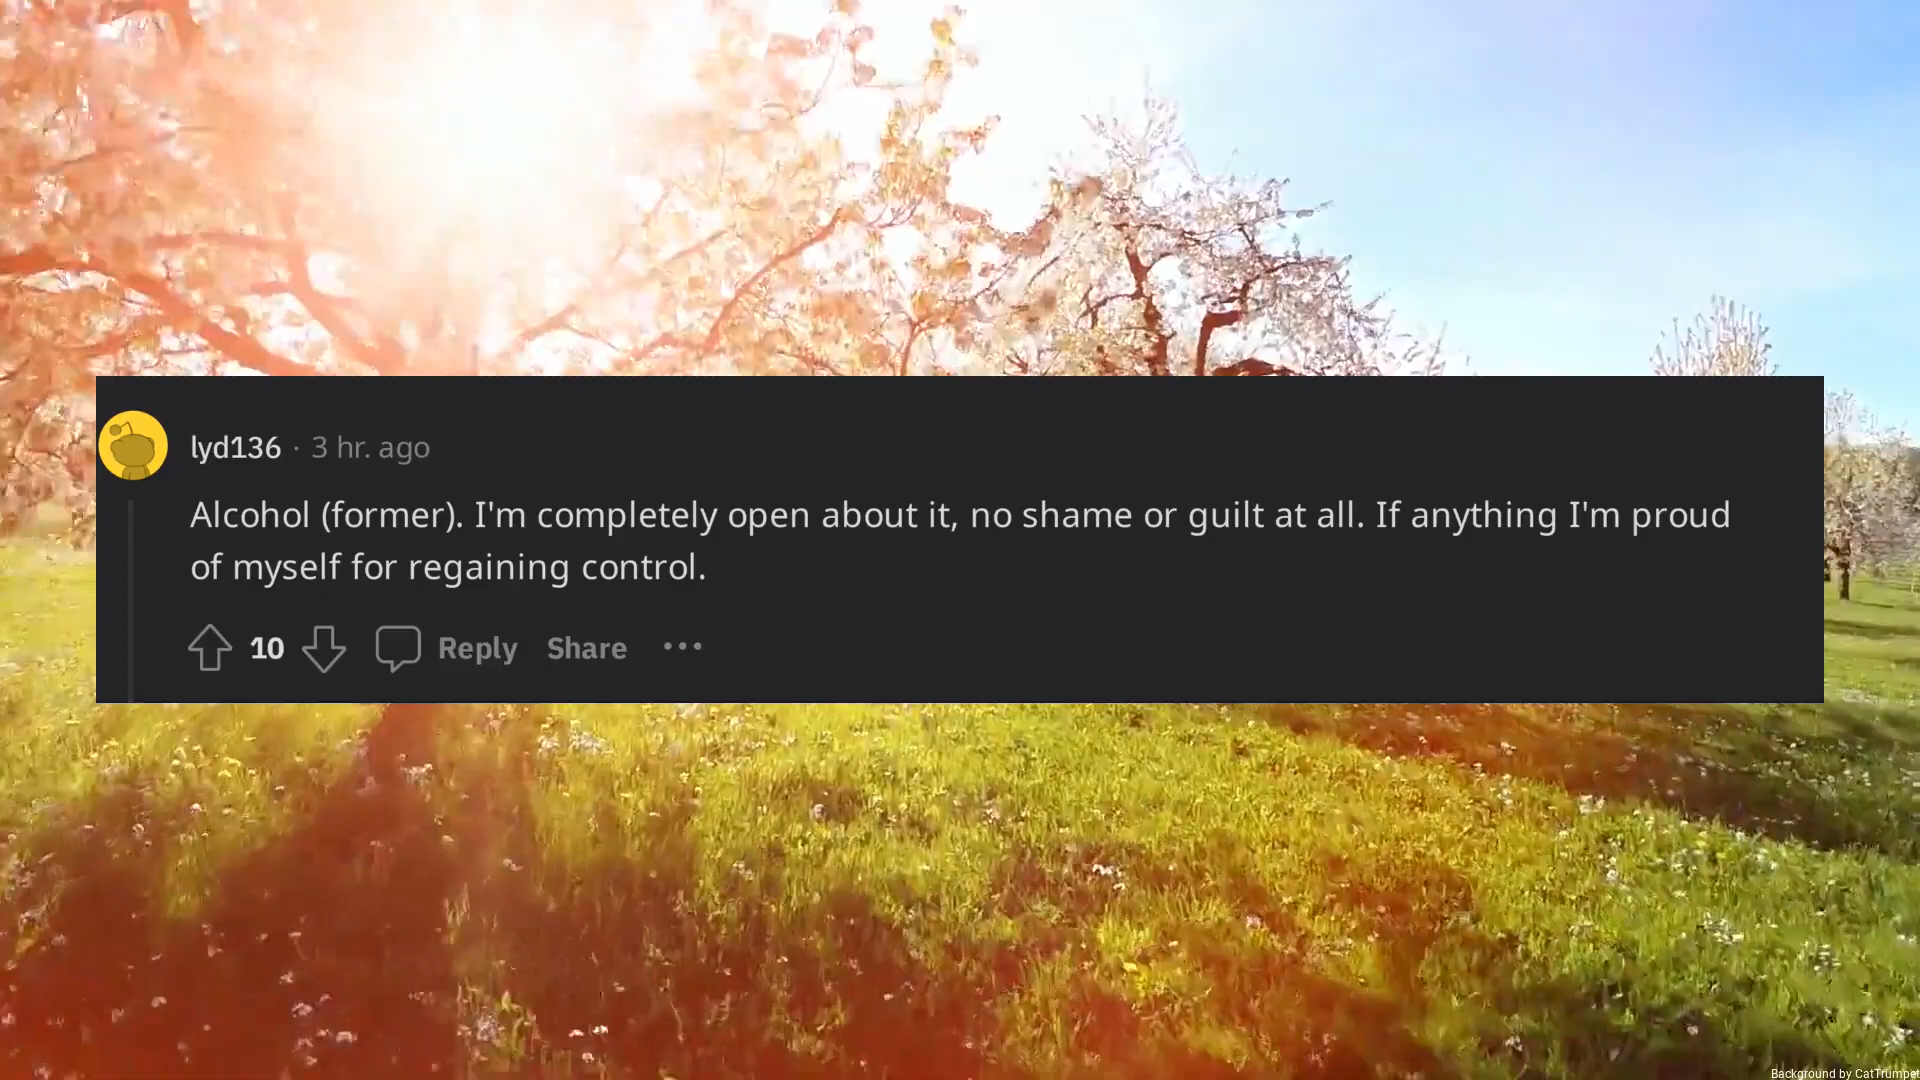 lyd136 · 3 hr. ago
Alcohol (former). I'm completely open about it, no shame or guilt at all. If anything I'm proud
of myself for regaining control.
10 Reply Share •••
Background by CatTrumpet